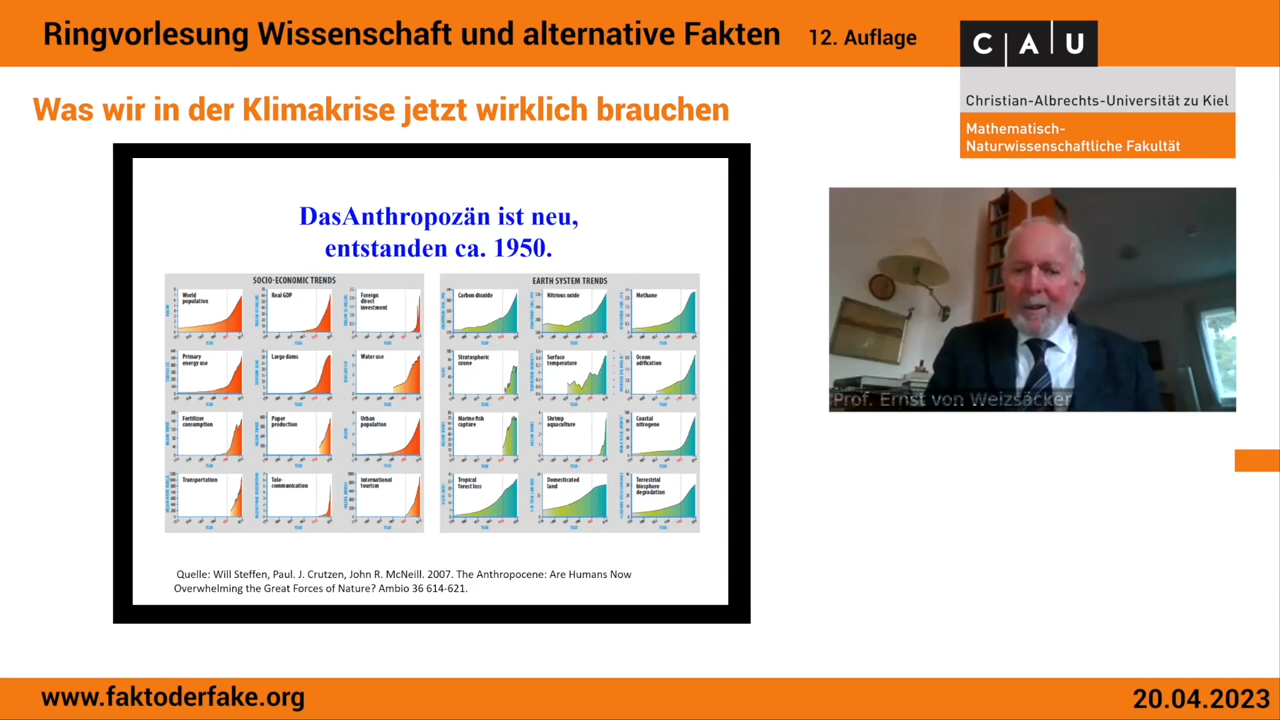 Ringvorlesung Wissenschaft und alternative Fakten 12. Auflage
CAU
Christian-Albrechts-Universität zu Kiel
Mathematisch-
Naturwissenschaftliche Fakultät
Was wir in der Klimakrise jetzt wirklich brauchen
DasAnthropozän ist neu,
entstanden ca. 1950.
SOCIO-ECONOMIC TRENDS
World
population
Real GDP
Foreign
direct
investment
Primary
energy use
Large dams
Water use
Fertilizer
consumption
Paper
production
Urban
population
Transportation
Tele-
communication
International
tourism
EARTH SYSTEM TRENDS
Carbon dioxide
Nitrious oxide
Methane
Stratospheric
ozone
Surface
temperature
Ocean
adification
Marine fish
capture
Shrimp
aquaculture
Coastal
nitrogene
Tropical
forest loss
Domesticated
land
Terrestrial
biosphere
degradation
Quelle: Will Steffen, Paul. J. Crutzen, John R. McNeill. 2007. The Anthropocene: Are Humans Now
Overwhelming the Great Forces of Nature? Ambio 36 614-621.
Prof. Ernst von Weizsäcker
www.faktoderfake.org
20.04.2023